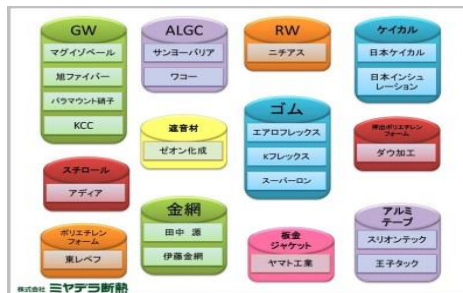 GW
マグイゾベール
旭ファイバー
パラマウント硝子
KCC
ALGC
サンヨーバリア
ワコー
RW
ニチアス
ケイカル
日本ケイカル
日本インシュ
レーション
遮音材
ゼオン化成
ゴム
エアロフレックス
Kフレックス
スーパーロン
押出ポリエチレン
フォーム
ダウ加工
スチロール
アディア
金網
田中 源
伊藤金網
ポリエチレン
フォーム
東レペフ
板金
ジャケット
ヤマト工業
アルミ
テープ
スリオンテック
王子タック
株式会社 ミヤデラ断熱